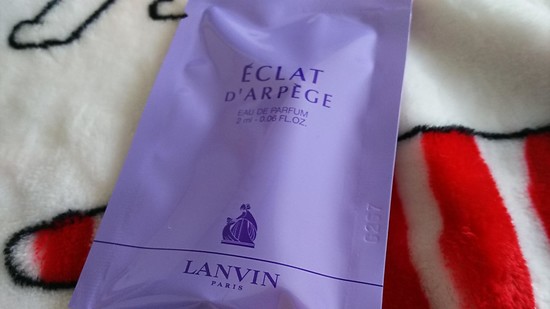 ÉCLAT
D'ARPÈGE
EAU DE PARFUM
2 ml - 0.06 FL.OZ.
LANVIN
PARIS